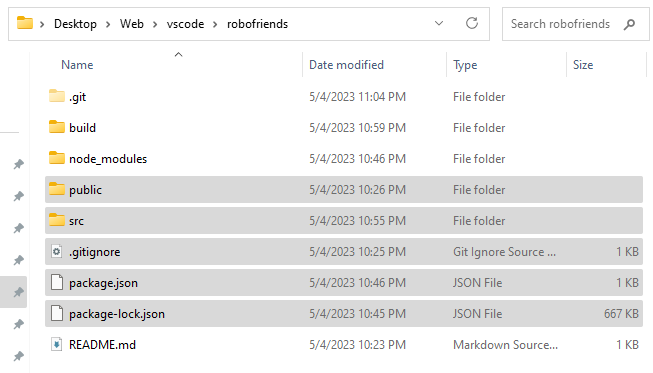 Desktop > Web > vscode > robofriends
Search robofriends
Name Date modified Type Size
.git 5/4/2023 11:04 PM File folder
build 5/4/2023 10:59 PM File folder
node_modules 5/4/2023 10:46 PM File folder
public 5/4/2023 10:26 PM File folder
src 5/4/2023 10:55 PM File folder
.gitignore 5/4/2023 10:25 PM Git Ignore Source ... 1 KB
package.json 5/4/2023 10:46 PM JSON File 1 KB
package-lock.json 5/4/2023 10:45 PM JSON File 667 KB
README.md 5/4/2023 10:23 PM Markdown Source... 1 KB